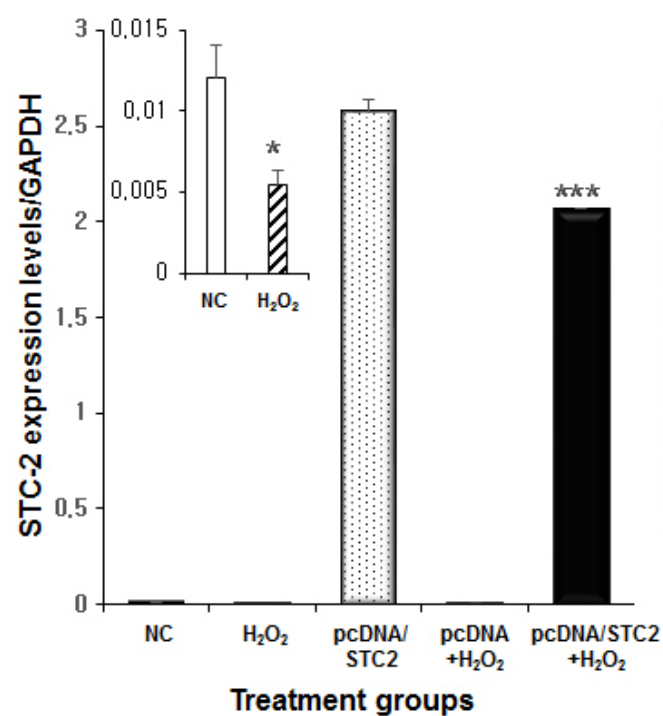 STC-2 expression levels/GAPDH
3
2.5
2
1.5
1
0.5
0
0,015
0,01
0,005
0
*
NC
H₂O₂
***
NC
H₂O₂
pcDNA/
STC2
pcDNA
+H₂O₂
pcDNA/STC2
+H₂O₂
Treatment groups